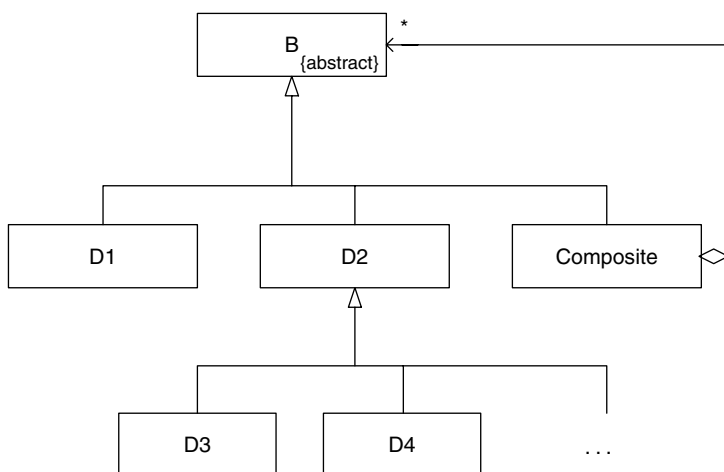 *
B
{abstract}
D1
D2
Composite
D3
D4
...